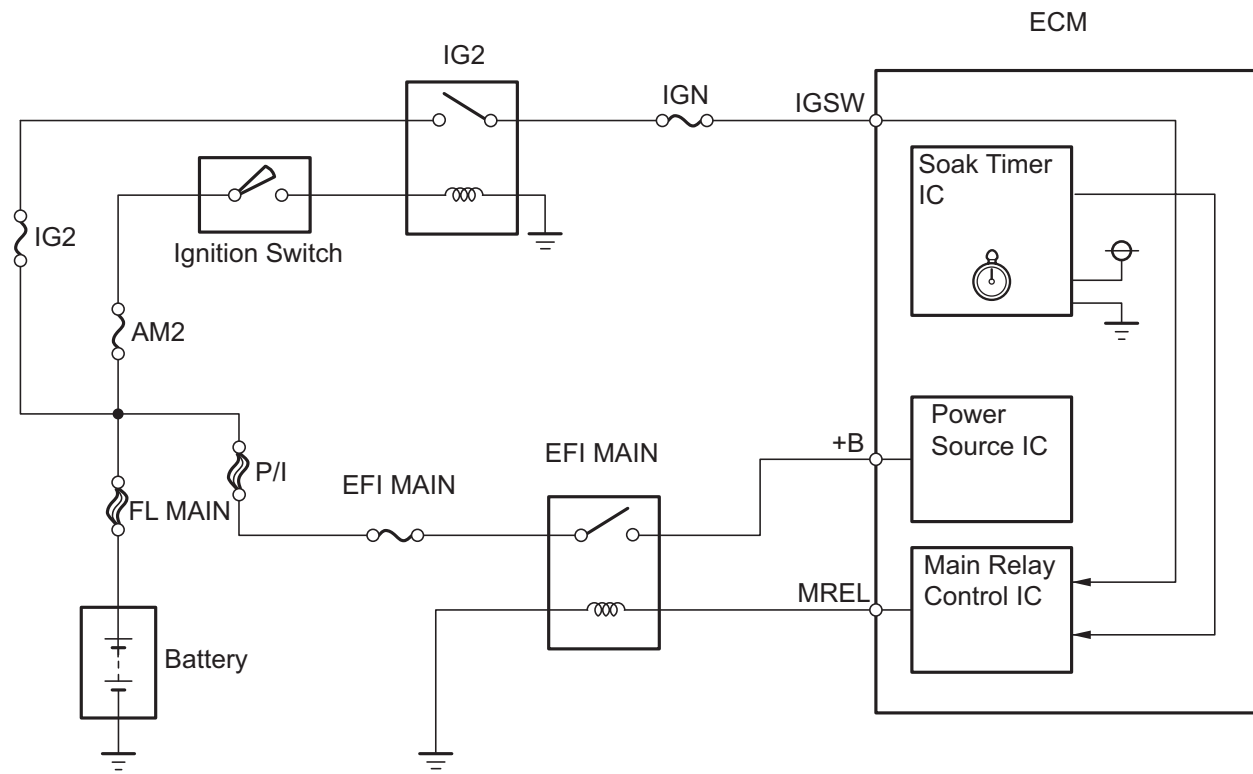 ECM
IG2
IGN
IGSW
Soak Timer
IC
IG2
Ignition Switch
AM2
Power
Source IC
+B
EFI MAIN
P/I
EFI MAIN
FL MAIN
Main Relay
Control IC
MREL
Battery